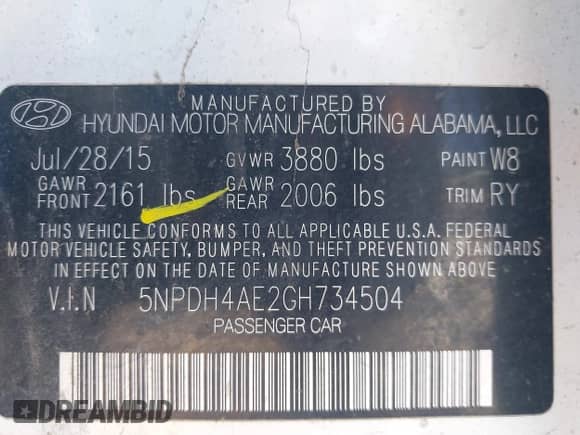 MANUFACTURED BY
HYUNDAI MOTOR MANUFACTURING ALABAMA, LLC
Jul/28/15 GVWR 3880 lbs PAINT W8
GAWR FRONT 2161 lbs GAWR REAR 2006 lbs TRIM RY
THIS VEHICLE CONFORMS TO ALL APPLICABLE U.S.A. FEDERAL
MOTOR VEHICLE SAFETY, BUMPER, AND THEFT PREVENTION STANDARDS
IN EFFECT ON THE DATE OF MANUFACTURE SHOWN ABOVE
V.I.N 5NPDH4AE2GH734504
PASSENGER CAR
DREAMBID